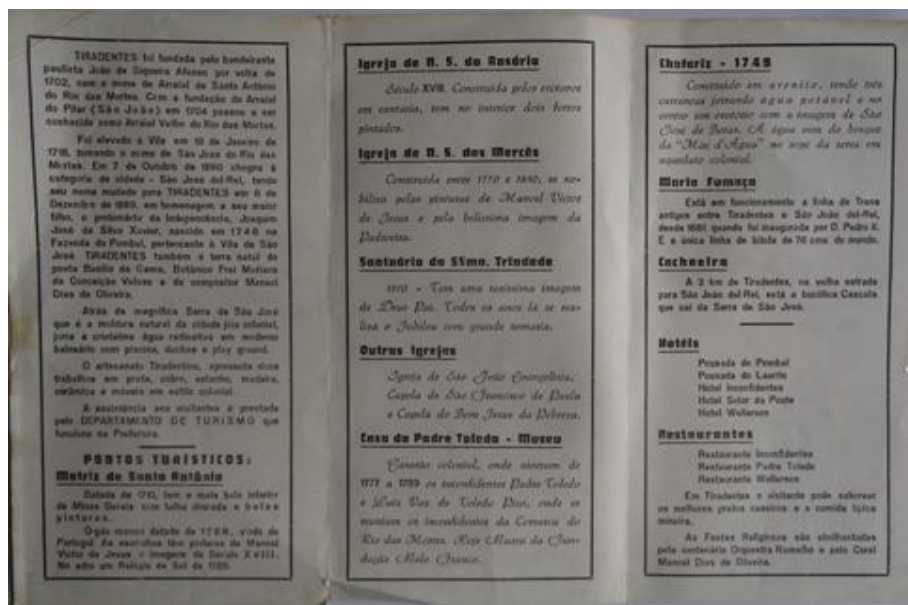 TIRADENTES foi fundada pelo bandeirante
paulista João de Siqueira Afonso por volta de
1702, com o nome de Arraial de Santo Antônio
do Rio das Mortes. Com a fundação do Arraial
do Pilar (São João) em 1704 passou a ser
conhecida como Arraial Velho do Rio das Mortes.
Foi elevado à Vila em 19 de Janeiro de
1718, tomando o nome de São José do Rio das
Mortes. Em 7 de Outubro de 1860 chegou à
categoria de cidade - São José del-Rei, tendo
seu nome mudado para TIRADENTES em 6 de
Dezembro de 1889, em homenagem a seu maior
filho, o protomártir da Independência, Joaquim
José da Silva Xavier, nascido em 1746 na
Fazenda do Pombal, pertencente à Vila de São
José. TIRADENTES também é terra natal do
poeta Basílio da Gama, Botânico Frei Mariano
da Conceição Veloso e do compositor Manoel
Dias de Oliveira.
Atrás da magnífica Serra de São José
que é a moldura natural da cidade jóia colonial,
jorra a cristalina água radioativa em moderno
balneário com piscina, duchas e play ground.
O artesanato Tiradentino, apresenta ricos
trabalhos em prata, cobre, estanho, madeira,
cerâmica e móveis em estilo colonial.
A assistência aos visitantes é prestada
pelo DEPARTAMENTO DE TURISMO que
funciona na Prefeitura.
PONTOS TURÍSTICOS:
Matriz de Santo Antônio
Datada de 1710, tem o mais belo interior
de Minas Gerais com talha dourada e belas
pinturas.
Órgão mansó datado de 1788, vindo de
Portugal. As sacristias têm pinturas de Manoel
Victor de Jesus e imagens do Século XVIII.
No adro um Relógio de Sol de 1785.
Igreja de N. S. do Rosário
Século XVIII. Construída pelos escravos
em cantaria, tem no interior dois forros
pintados.
Igreja de N. S. das Mercês
Construída entre 1770 e 1840, se no-
biliza pelas pinturas de Manoel Victor
de Jesus e pela belíssima imagem da
Padroeira.
Santuário da SSma. Trindade
1810 - Tem uma raríssima imagem
de Deus Pai. Todos os anos lá se rea-
liza o Jubileu com grande romaria.
Outras Igrejas
Igreja de São João Evangelista,
Capela de São Francisco de Paula
e Capela do Bom Jesus da Pobreza.
Casa do Padre Toledo - Museu
Casarão colonial, onde viveram de
1777 a 1789 os inconfidentes Padre Toledo
e Luís Vaz de Toledo Piza, onde se
reuniam os inconfidentes da Comarca do
Rio das Mortes. Hoje Museu da Fun-
dação Melo Franco.
Chafariz - 1749
Construído em arenito, tendo três
carrancas jorrando água potável e no
centro um oratório com a imagem de São
José de Botas. A água vem do bosque
da "Mãe d'Água" no sopé da serra em
aqueduto colonial.
Maria Fumaça
Está em funcionamento a linha de Trens
antigos entre Tiradentes e São João del-Rei,
desde 1881 quando foi inaugurada por D. Pedro II.
É a única linha de bitola de 76 cms do mundo.
Cachoeira
A 3 km de Tiradentes, na velha estrada
para São João del-Rei, está a bucólica Cascata
que sai da Serra de São José.
Hotéis
Pousada do Pombal
Pousada do Laurito
Hotel Inconfidentes
Hotel Solar da Ponte
Hotel Wellerson
Restaurantes
Restaurante Inconfidentes
Restaurante Padre Toledo
Restaurante Wellerson
Em Tiradentes o visitante pode saborear
os melhores pratos caseiros e a comida típica
mineira.
As Festas Religiosas são abrilhantadas
pela centenária Orquestra Ramalho e pelo Coral
Manoel Dias de Oliveira.